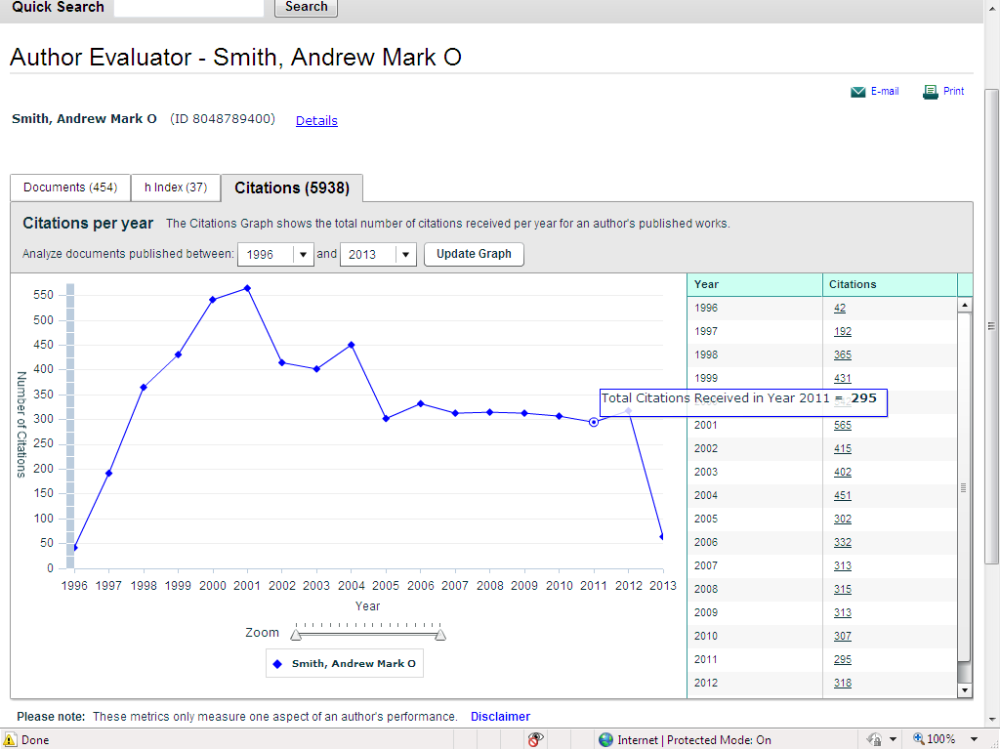 Quick Search Search
Author Evaluator - Smith, Andrew Mark O
E-mail Print
Smith, Andrew Mark O (ID 8048789400) Details
Documents (454) h Index (37) Citations (5938)
Citations per year The Citations Graph shows the total number of citations received per year for an author's published works.
Analyze documents published between: 1996 and 2013 Update Graph
Number of Citations
550
500
450
400
350
300
250
200
150
100
50
0
1996 1997 1998 1999 2000 2001 2002 2003 2004 2005 2006 2007 2008 2009 2010 2011 2012 2013
Year
Zoom
Smith, Andrew Mark O
Total Citations Received in Year 2011 = 295
Year Citations
1996 42
1997 192
1998 365
1999 431
2001 565
2002 415
2003 402
2004 451
2005 302
2006 332
2007 313
2008 315
2009 313
2010 307
2011 295
2012 318
Please note: These metrics only measure one aspect of an author's performance. Disclaimer
Done Internet | Protected Mode: On 100%